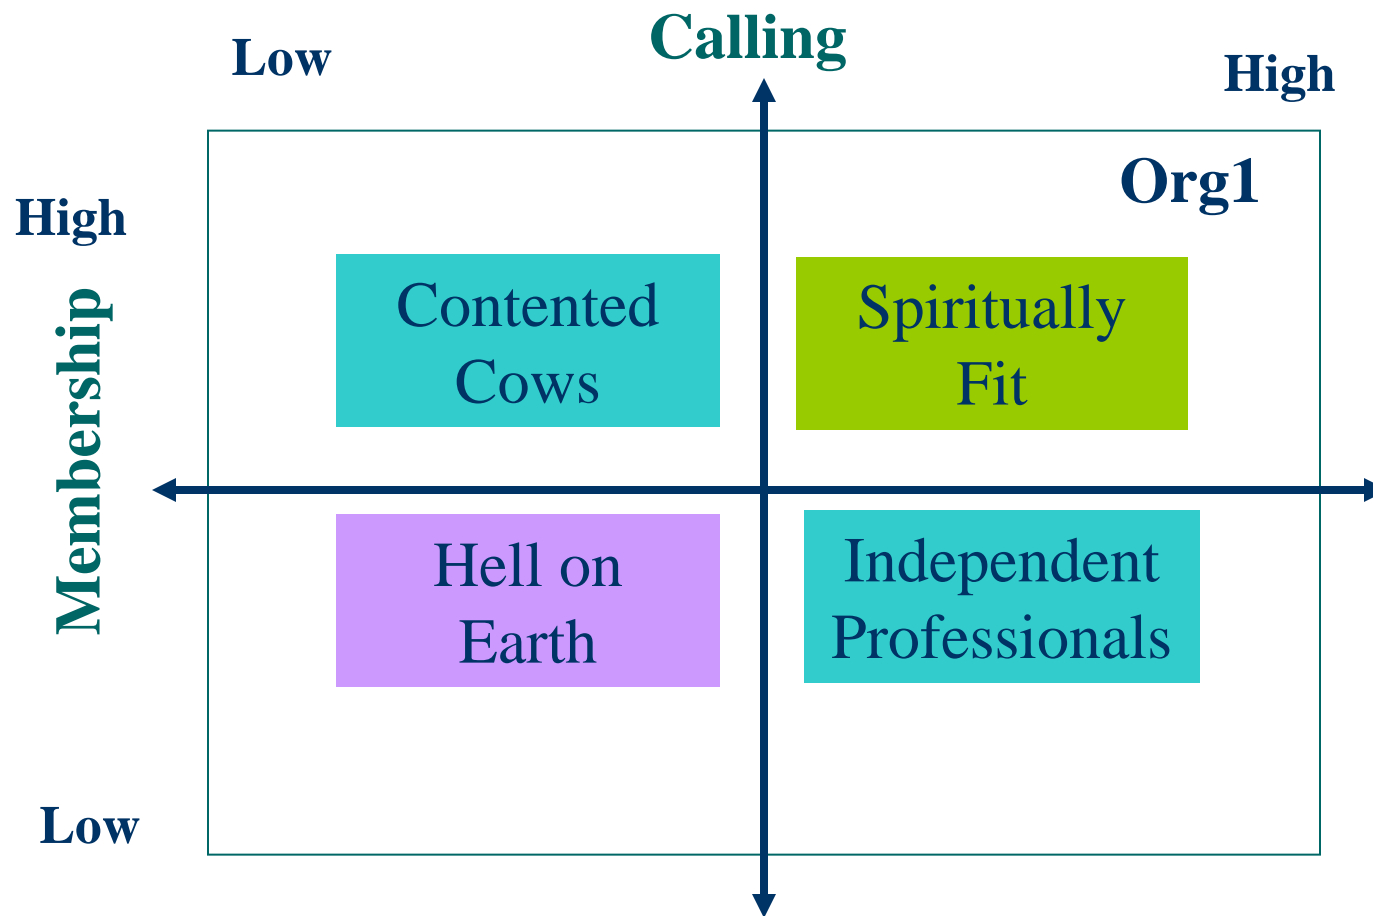 Calling
Low
High
Org1
High
Membership
Contented
Cows
Spiritually
Fit
Hell on
Earth
Independent
Professionals
Low